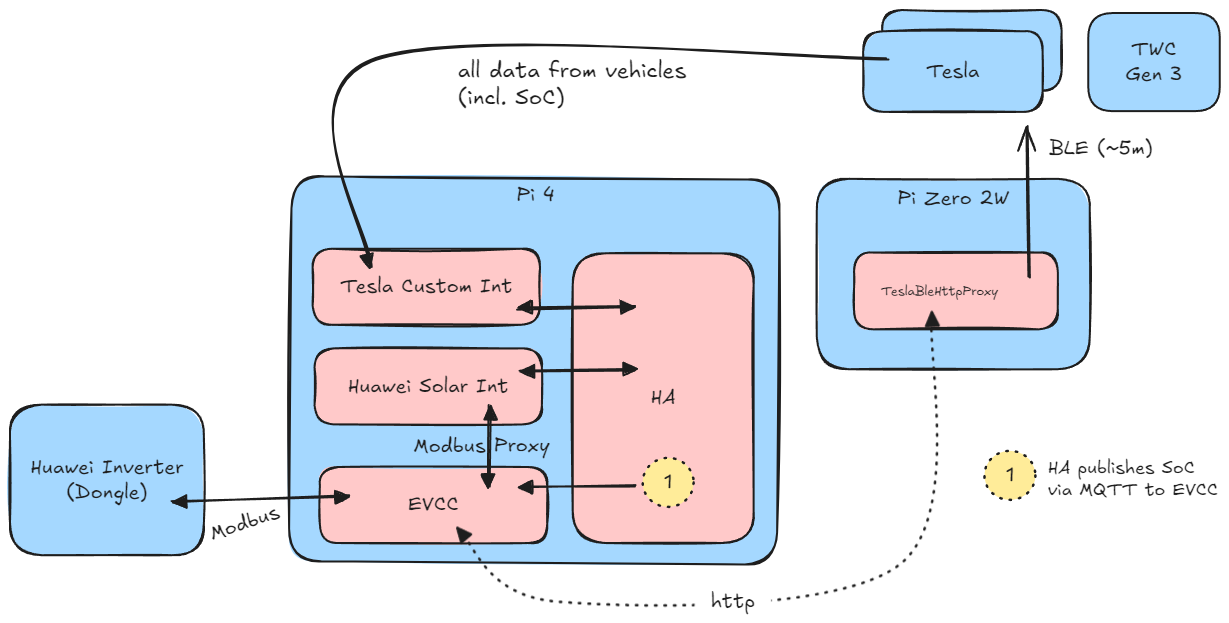 Tesla
TWC
Gen 3
all data from vehicles
(incl. SoC)
BLE (~5m)
Pi 4
Pi Zero 2W
Tesla Custom Int
TeslaBleHttpProxy
Huawei Solar Int
HA
Modbus Proxy
Huawei Inverter
(Dongle)
EVCC
1
Modbus
1
HA publishes SoC
via MQTT to EVCC
http